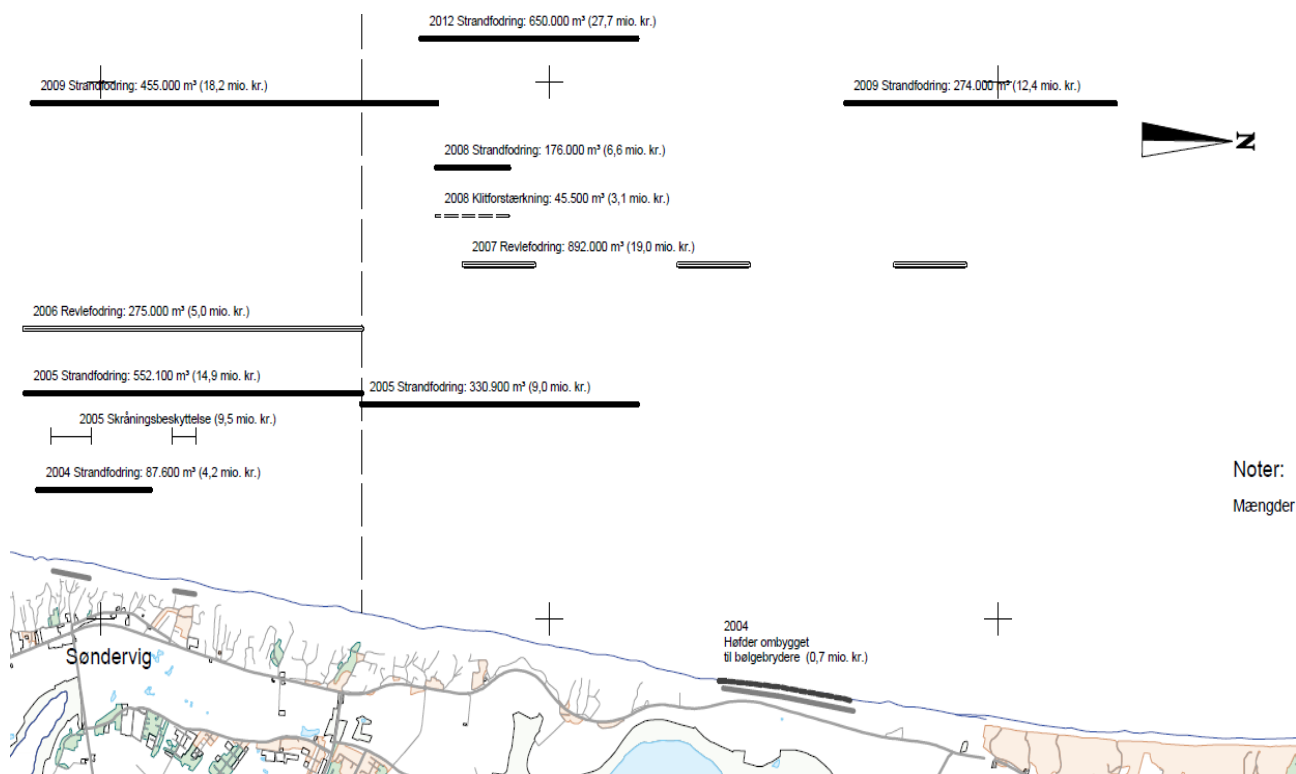 2012 Strandfodring: 650.000 m³ (27,7 mio. kr.)
2009 Strandfodring: 455.000 m³ (18,2 mio. kr.)
2009 Strandfodring: 274.000 m³ (12,4 mio. kr.)
N
2008 Strandfodring: 176.000 m³ (6,6 mio. kr.)
2008 Klitforstærkning: 45.500 m³ (3,1 mio. kr.)
2007 Revlefodring: 892.000 m³ (19,0 mio. kr.)
2006 Revlefodring: 275.000 m³ (5,0 mio. kr.)
2005 Strandfodring: 552.100 m³ (14,9 mio. kr.)
2005 Strandfodring: 330.900 m³ (9,0 mio. kr.)
2005 Skråningsbeskyttelse (9,5 mio. kr.)
2004 Strandfodring: 87.600 m³ (4,2 mio. kr.)
Noter:
Mængder
2004
Høfder ombygget
til bølgebrydere (0,7 mio. kr.)
Søndervig